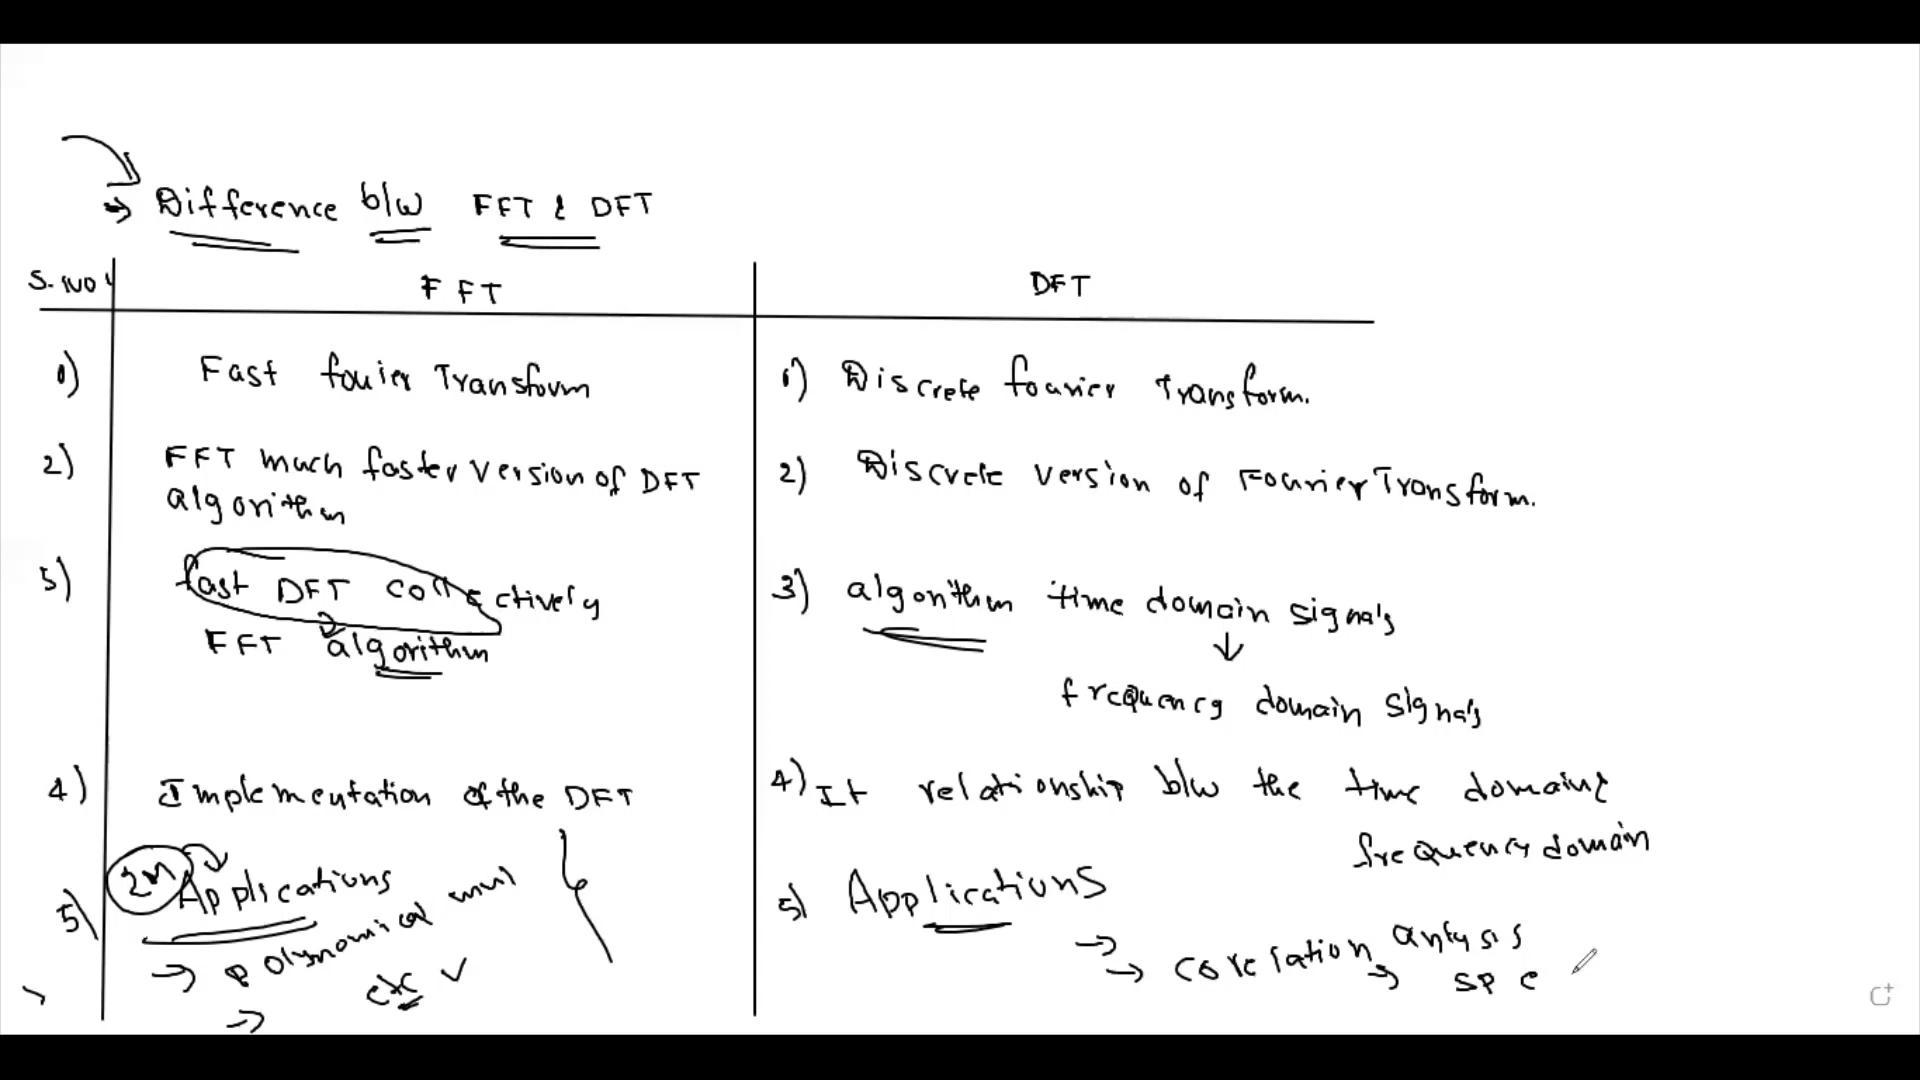 → Difference b/w FFT & DFT
S.No
FFT
DFT
1) Fast fouier Transform
1) Discrete fourier Transform.
2) FFT much faster version of DFT
algorithm
2) Discrete version of Fourier Transform.
3) fast DFT collectively
FFT algorithm
3) algorithm time domain signals
↓
frequency domain signals
4) Implementation of the DFT
4) It relationship b/w the time domain &
frequency domain
5) Applications
→ polynomical mul
→ etc ✓
5) Applications
→ → corelation
→ spe